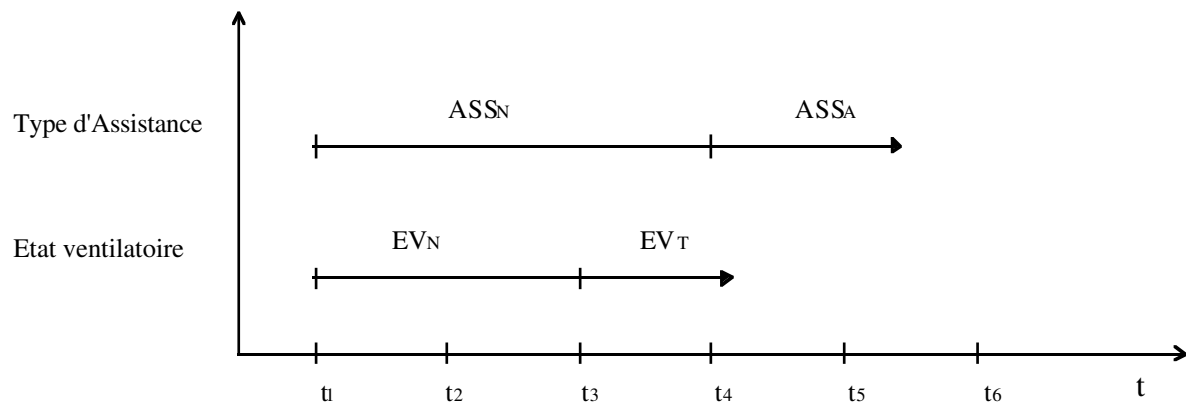 ASSN ASSA
Type d'Assistance
EVN EVT
Etat ventilatoire
t1 t2 t3 t4 t5 t6 t